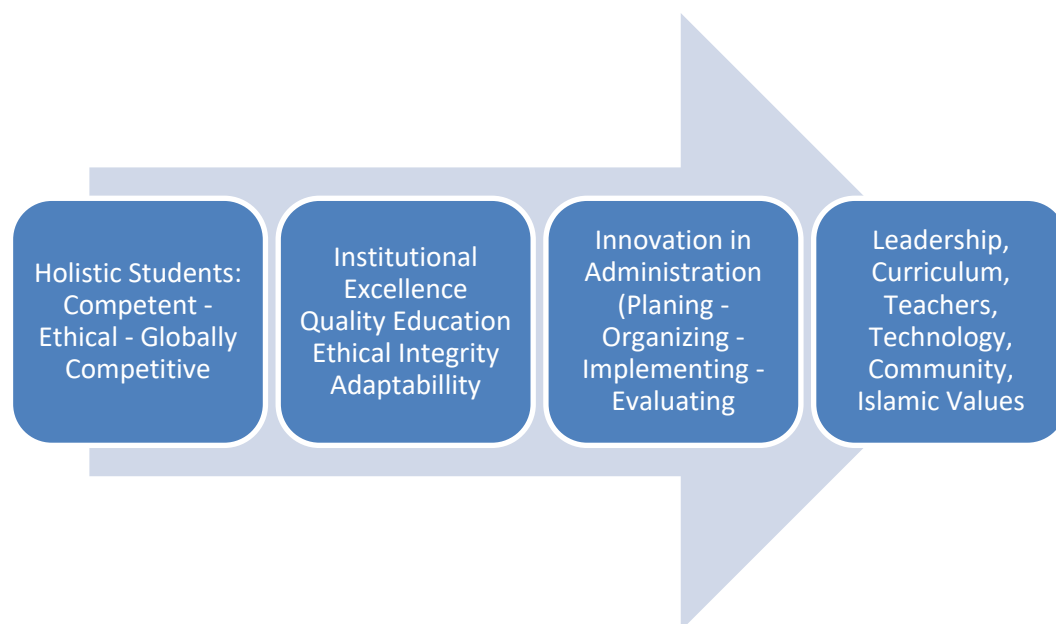 Holistic Students:
Competent -
Ethical - Globally
Competitive
Institutional
Excellence
Quality Education
Ethical Integrity
Adaptabillity
Innovation in
Administration
(Planing -
Organizing -
Implementing -
Evaluating
Leadership,
Curriculum,
Teachers,
Technology,
Community,
Islamic Values